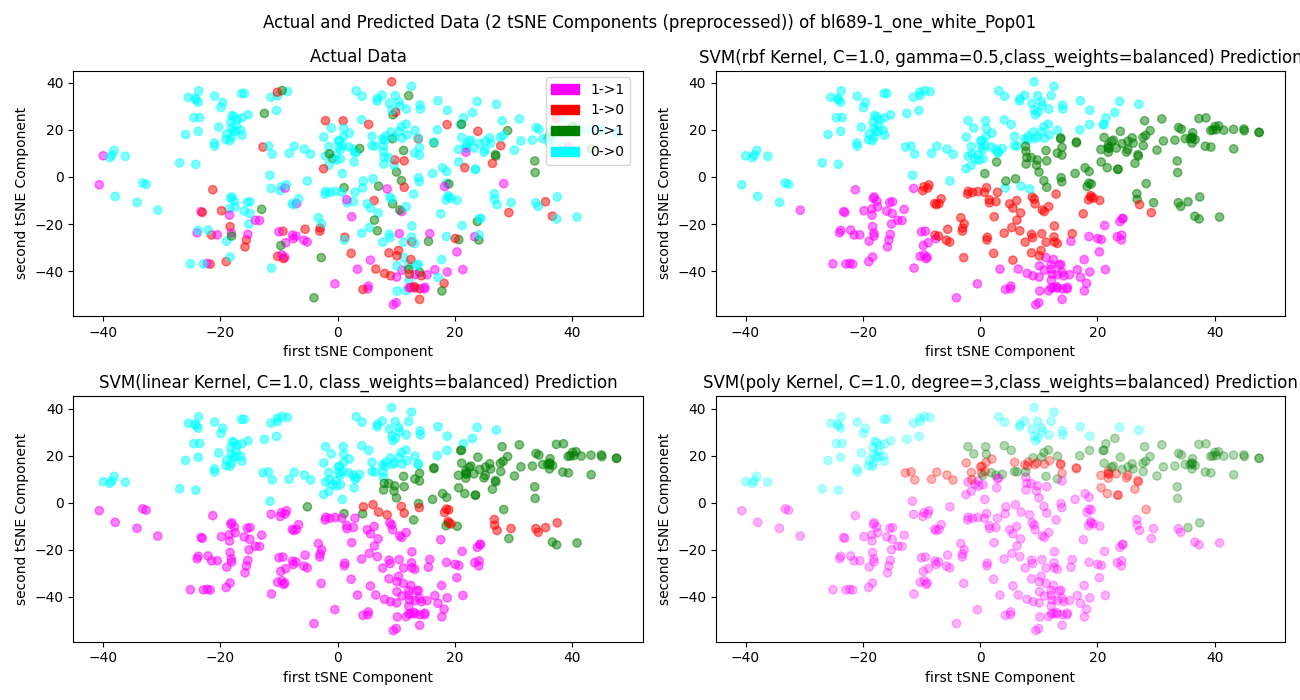 Actual and Predicted Data (2 tSNE Components (preprocessed)) of bl689-1_one_white_Pop01
Actual Data
second tSNE Component
40
20
0
−20
−40
1->1
1->0
0->1
0->0
−40 −20 0 20 40
first tSNE Component
SVM(rbf Kernel, C=1.0, gamma=0.5,class_weights=balanced) Prediction
second tSNE Component
40
20
0
−20
−40
−40 −20 0 20 40
first tSNE Component
SVM(linear Kernel, C=1.0, class_weights=balanced) Prediction
second tSNE Component
40
20
0
−20
−40
−40 −20 0 20 40
first tSNE Component
SVM(poly Kernel, C=1.0, degree=3,class_weights=balanced) Prediction
second tSNE Component
40
20
0
−20
−40
−40 −20 0 20 40
first tSNE Component